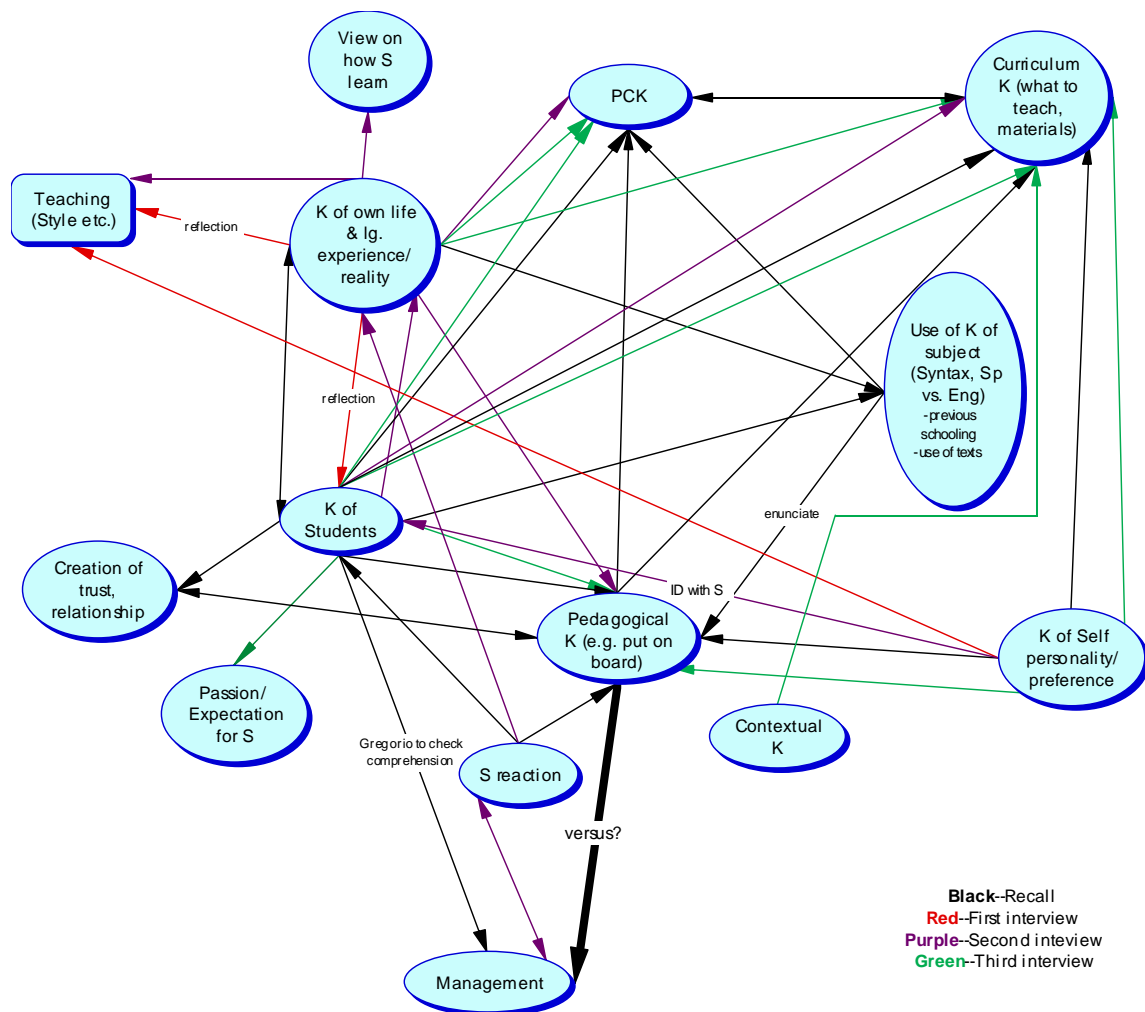 View on
how S
learn
PCK
Curriculum
K (what to
teach,
materials)
Teaching
(Style etc.)
reflection
K of own life
& lg.
experience/
reality
Use of K of
subject
(Syntax, Sp
vs. Eng)
-previous
schooling
-use of texts
reflection
K of
Students
enunciate
Creation of
trust,
relationship
ID with S
Pedagogical
K (e.g. put on
board)
K of Self
personality/
preference
Passion/
Expectation
for S
Contextual
K
Gregorio to check
comprehension
S reaction
versus?
Black--Recall
Red--First interview
Purple--Second inteview
Green--Third interview
Management